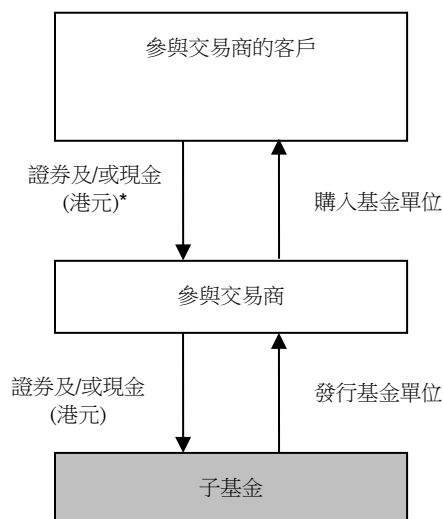 參與交易商的客戶
證券及/或現金
(港元)*
購入基金單位
參與交易商
證券及/或現金
(港元)
發行基金單位
子基金